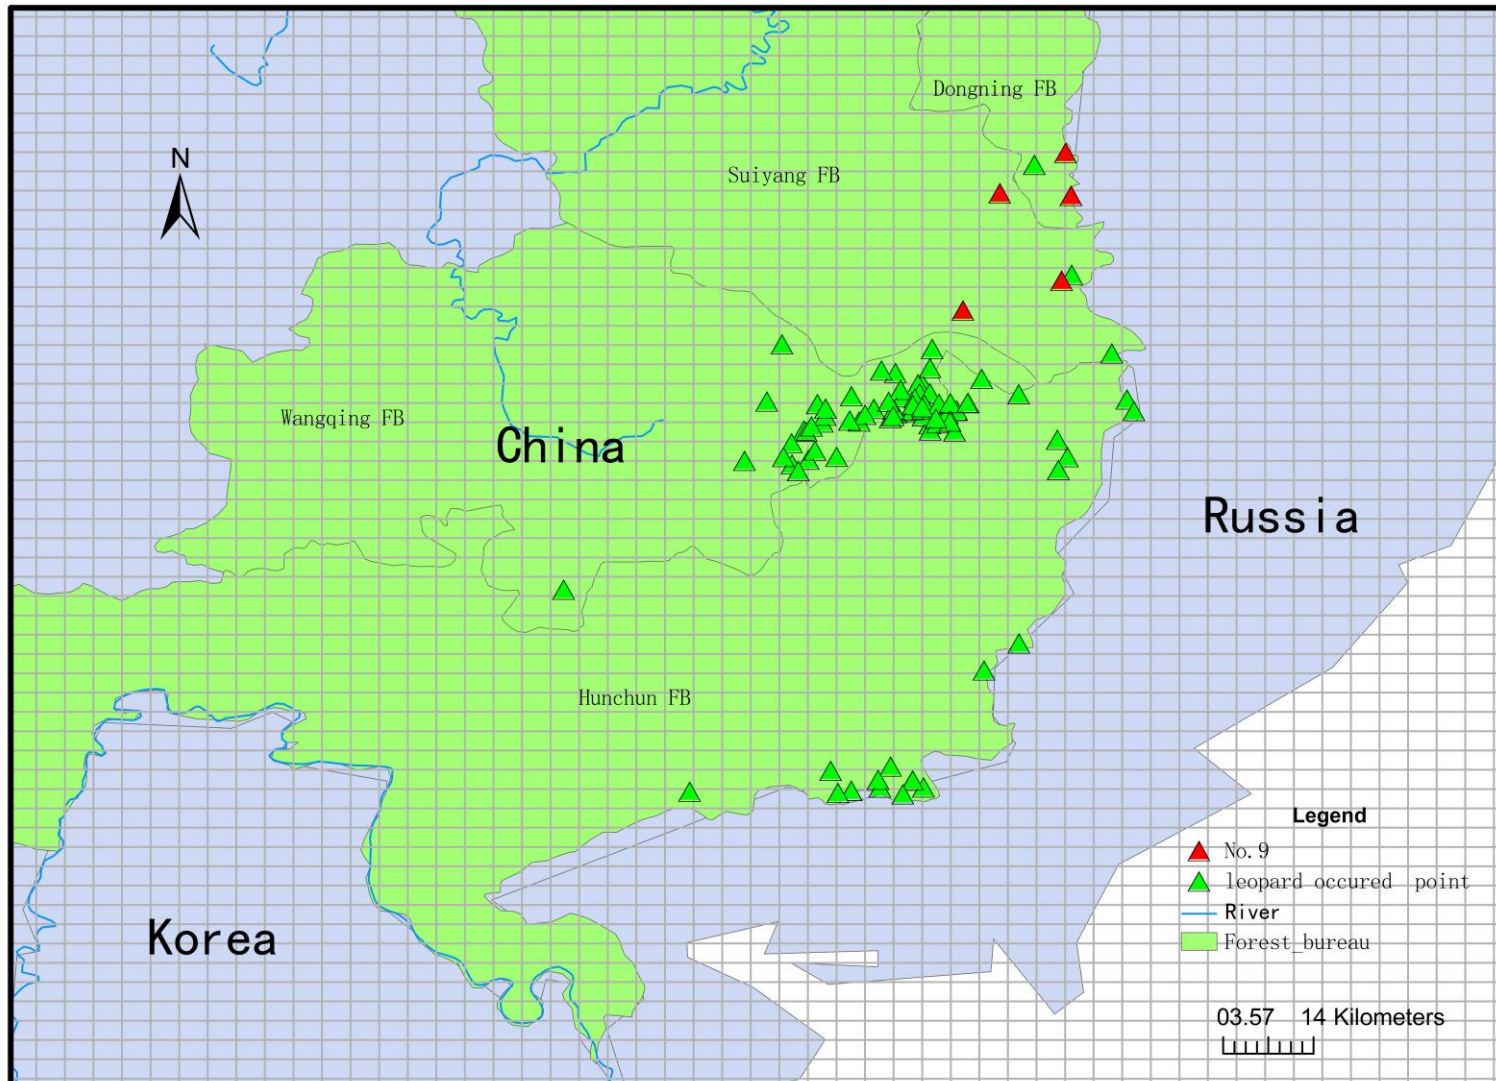 Dongning FB
N
Suiyang FB
Wangqing FB
China
Russia
Hunchun FB
Korea
Legend
No.9
leopard occured point
River
Forest_bureau
03.57 14 Kilometers